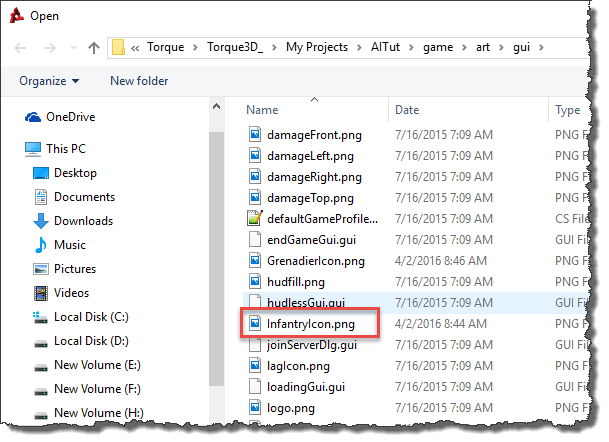 Open
« Torque > Torque3D_ > My Projects > AITut > game > art > gui >
Organize New folder
Name Date Type
OneDrive
This PC
Desktop
Documents
Downloads
Music
Pictures
Videos
Local Disk (C:)
Local Disk (D:)
New Volume (E:)
New Volume (F:)
New Volume (H:)
damageFront.png 7/16/2015 7:09 AM PNG F
damageLeft.png 7/16/2015 7:09 AM PNG F
damageRight.png 7/16/2015 7:09 AM PNG F
damageTop.png 7/16/2015 7:09 AM PNG Fi
defaultGameProfile... 7/16/2015 7:09 AM CS File
endGameGui.gui 7/16/2015 7:09 AM GUI Fi
GrenadierIcon.png 4/2/2016 8:46 AM PNG F
hudfill.png 7/16/2015 7:09 AM PNG F
hudlessGui.gui 7/16/2015 7:09 AM GUI Fi
InfantryIcon.png 4/2/2016 8:44 AM PNG F
joinServerDlg.gui 7/16/2015 7:09 AM GUI Fi
lagIcon.png 7/16/2015 7:09 AM PNG F
loadingGui.gui 7/16/2015 7:09 AM GUI Fi
logo.png 7/16/2015 7:09 AM PNG Fi